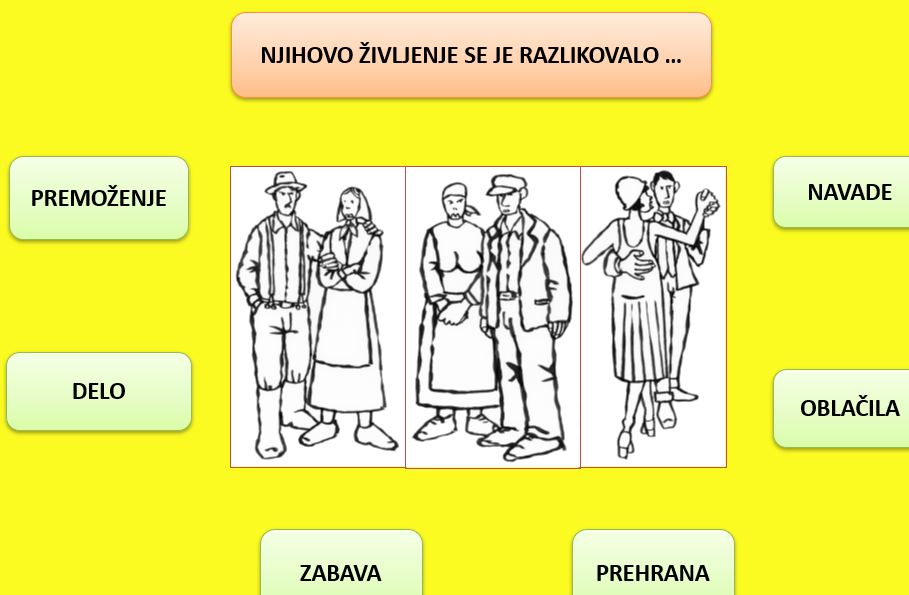 NJIHOVO ŽIVLJENJE SE JE RAZLIKOVALO ...
PREMOŽENJE
NAVADE
DELO
OBLAČILA
ZABAVA
PREHRANA